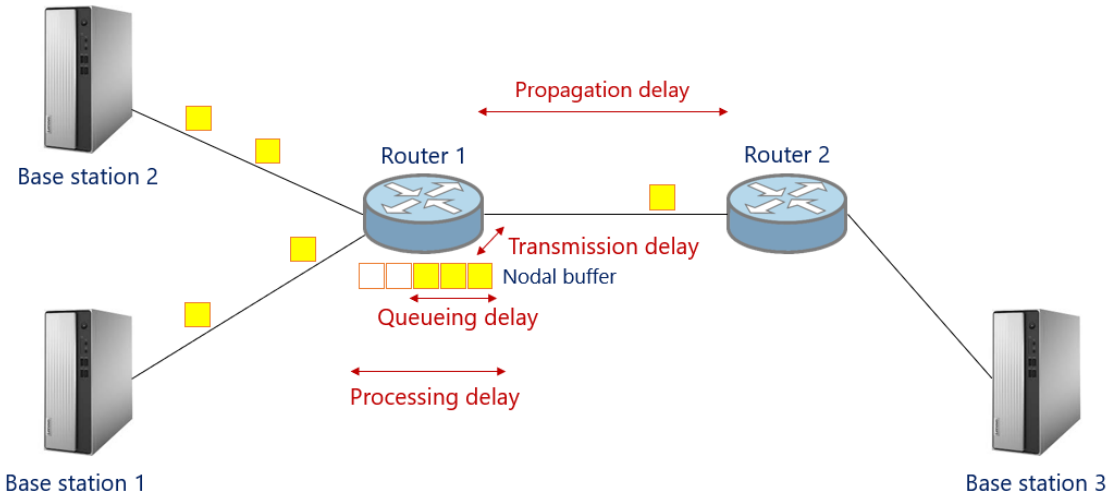 Propagation delay
Router 1
Router 2
Base station 2
Transmission delay
Nodal buffer
Queueing delay
Processing delay
Base station 1
Base station 3